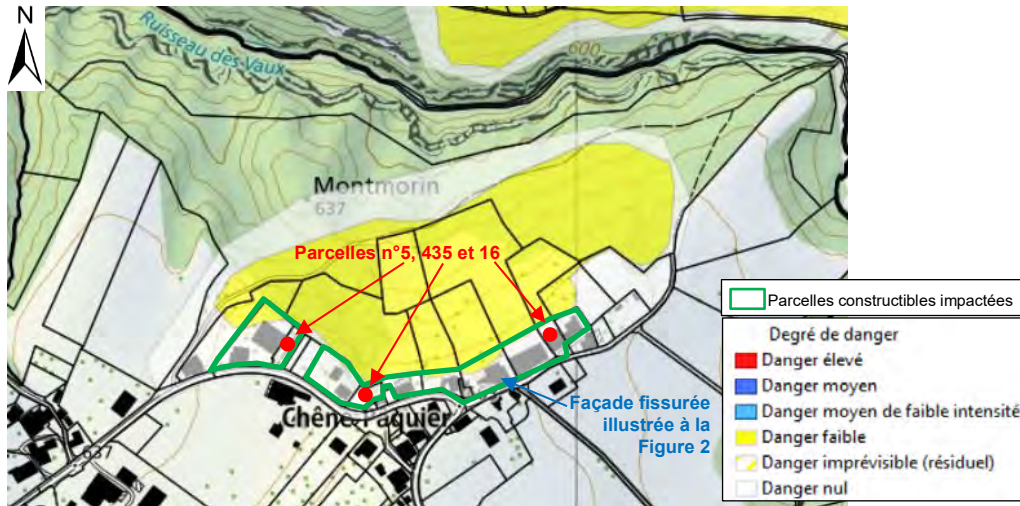 N
Ruisseau des Vaux
600
Montmorin
637
Parcelles n°5, 435 et 16
Parcelles constructibles impactées
Degré de danger
Danger élevé
Danger moyen
Danger moyen de faible intensité
Danger faible
Danger imprévisible (résiduel)
Danger nul
Façade fissurée
illustrée à la
Figure 2
Chêne-Pâquier
637